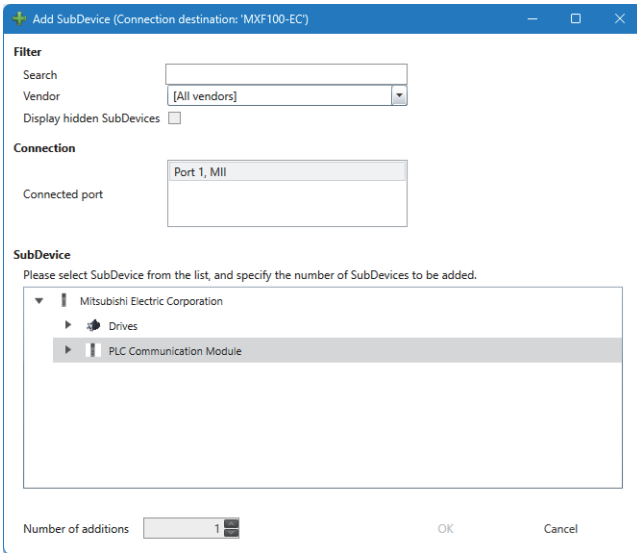 Add SubDevice (Connection destination: 'MXF100-EC')
Filter
Search
Vendor [All vendors]
Display hidden SubDevices
Connection
Port 1, MII
Connected port
SubDevice
Please select SubDevice from the list, and specify the number of SubDevices to be added.
Mitsubishi Electric Corporation
Drives
PLC Communication Module
Number of additions 1 OK Cancel